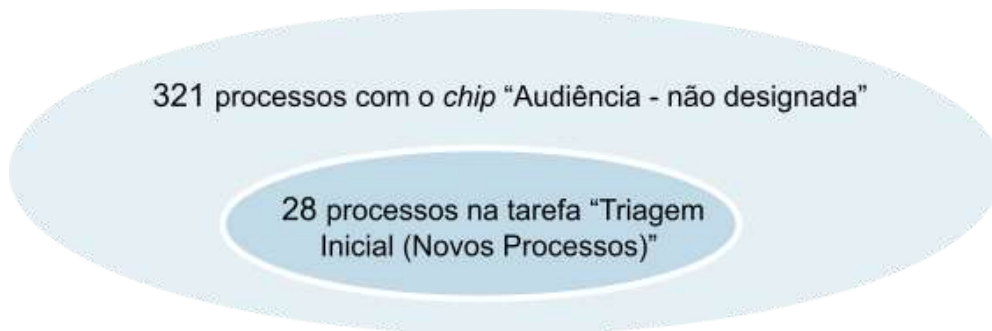 321 processos com o chip “Audiência - não designada”
28 processos na tarefa “Triagem
Inicial (Novos Processos)”